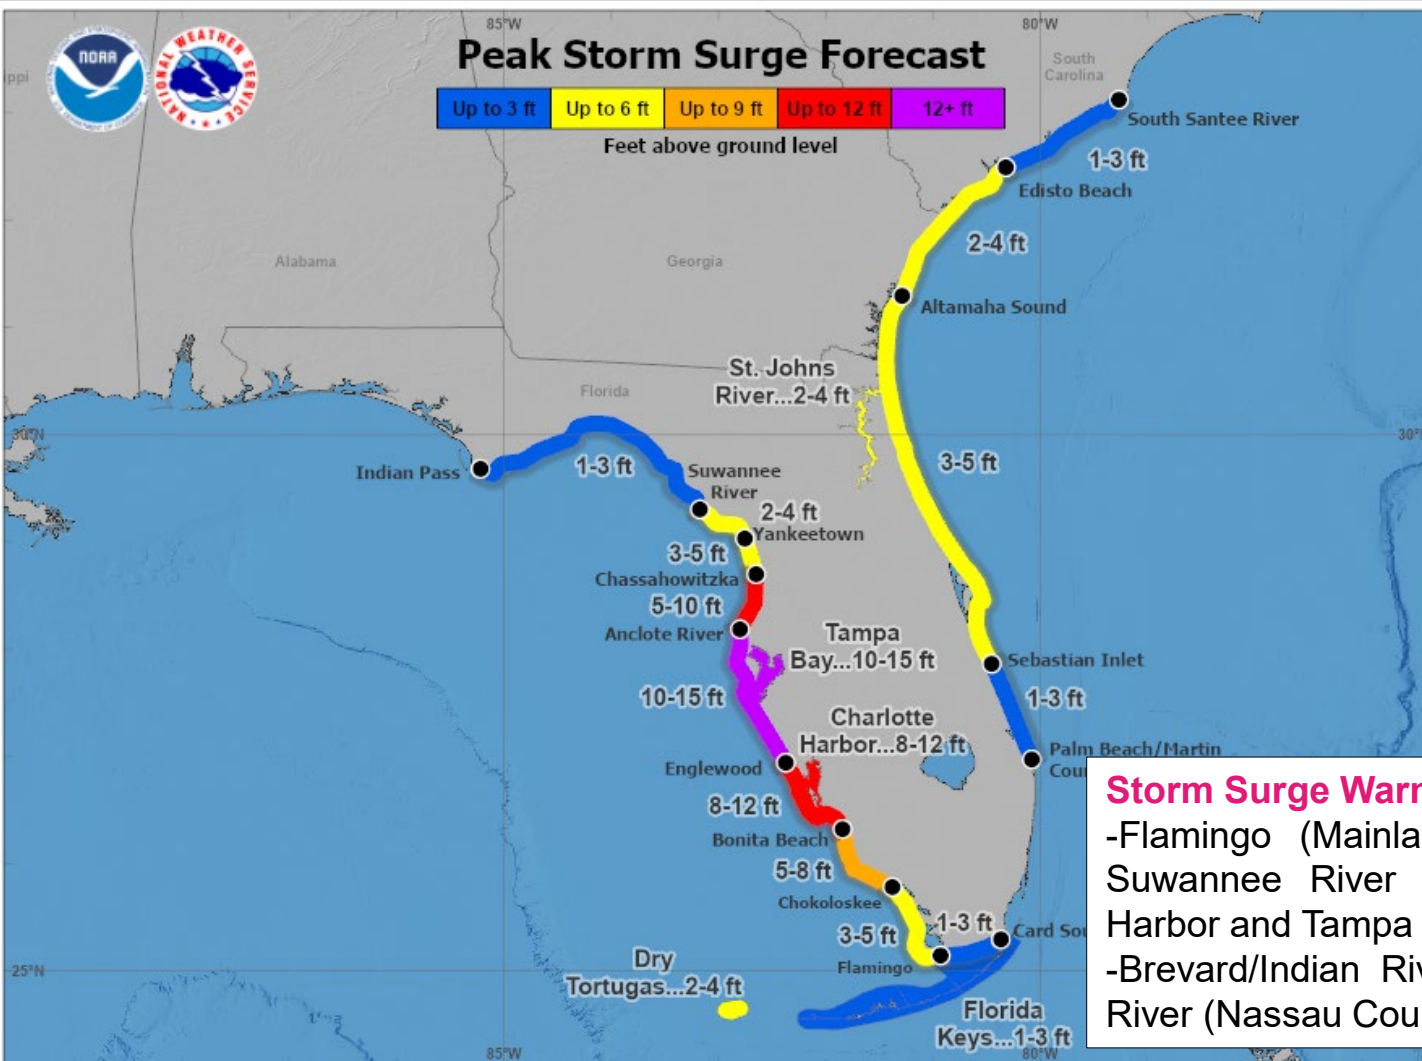 85°W
80°W
NOAA
NATIONAL WEATHER SERVICE
ippi
Peak Storm Surge Forecast
Up to 3 ft Up to 6 ft Up to 9 ft Up to 12 ft 12+ ft
Feet above ground level
South
Carolina
South Santee River
1-3 ft
Edisto Beach
2-4 ft
Alabama
Georgia
Altamaha Sound
St. Johns
River...2-4 ft
Florida
30°N
30°
3-5 ft
Indian Pass
1-3 ft
Suwannee
River
2-4 ft
Yankeetown
3-5 ft
Chassahowitzka
5-10 ft
Anclote River
Tampa
Bay...10-15 ft
Sebastian Inlet
10-15 ft
1-3 ft
Charlotte
Harbor...8-12 ft
Palm Beach/Martin
Cou
Englewood
8-12 ft
Bonita Beach
5-8 ft
Chokoloskee
3-5 ft
1-3 ft
Card Sou
Flamingo
25°N
Dry
Tortugas...2-4 ft
Florida
Keys...1-3 ft
85°W
80°W
Storm Surge Warn
-Flamingo (Mainla
Suwannee River
Harbor and Tampa
-Brevard/Indian Riv
River (Nassau Cou